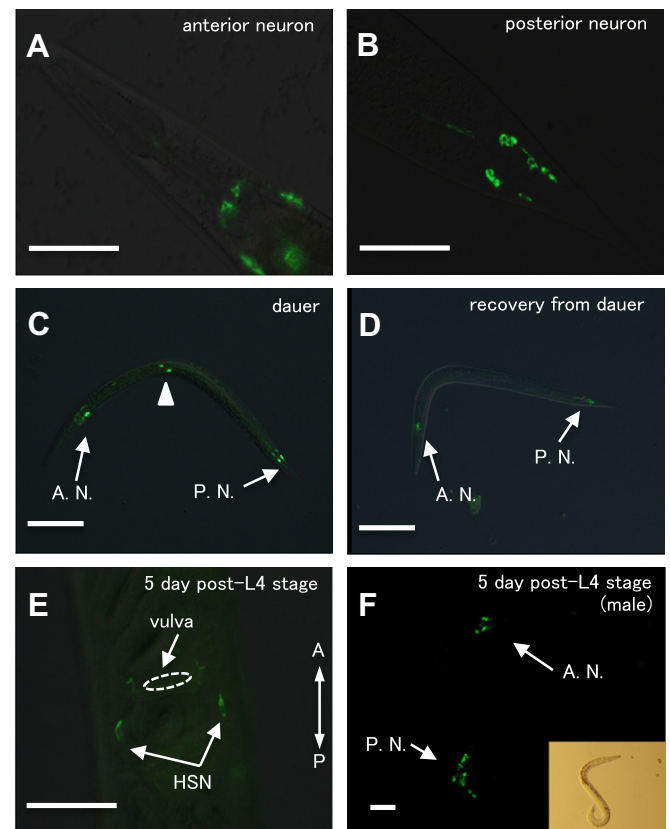 A
anterior neuron
B
posterior neuron
C
dauer
A. N.
P. N.
D
recovery from dauer
A. N.
P. N.
E
5 day post-L4 stage
vulva
A
P
HSN
F
5 day post-L4 stage
(male)
A. N.
P. N.